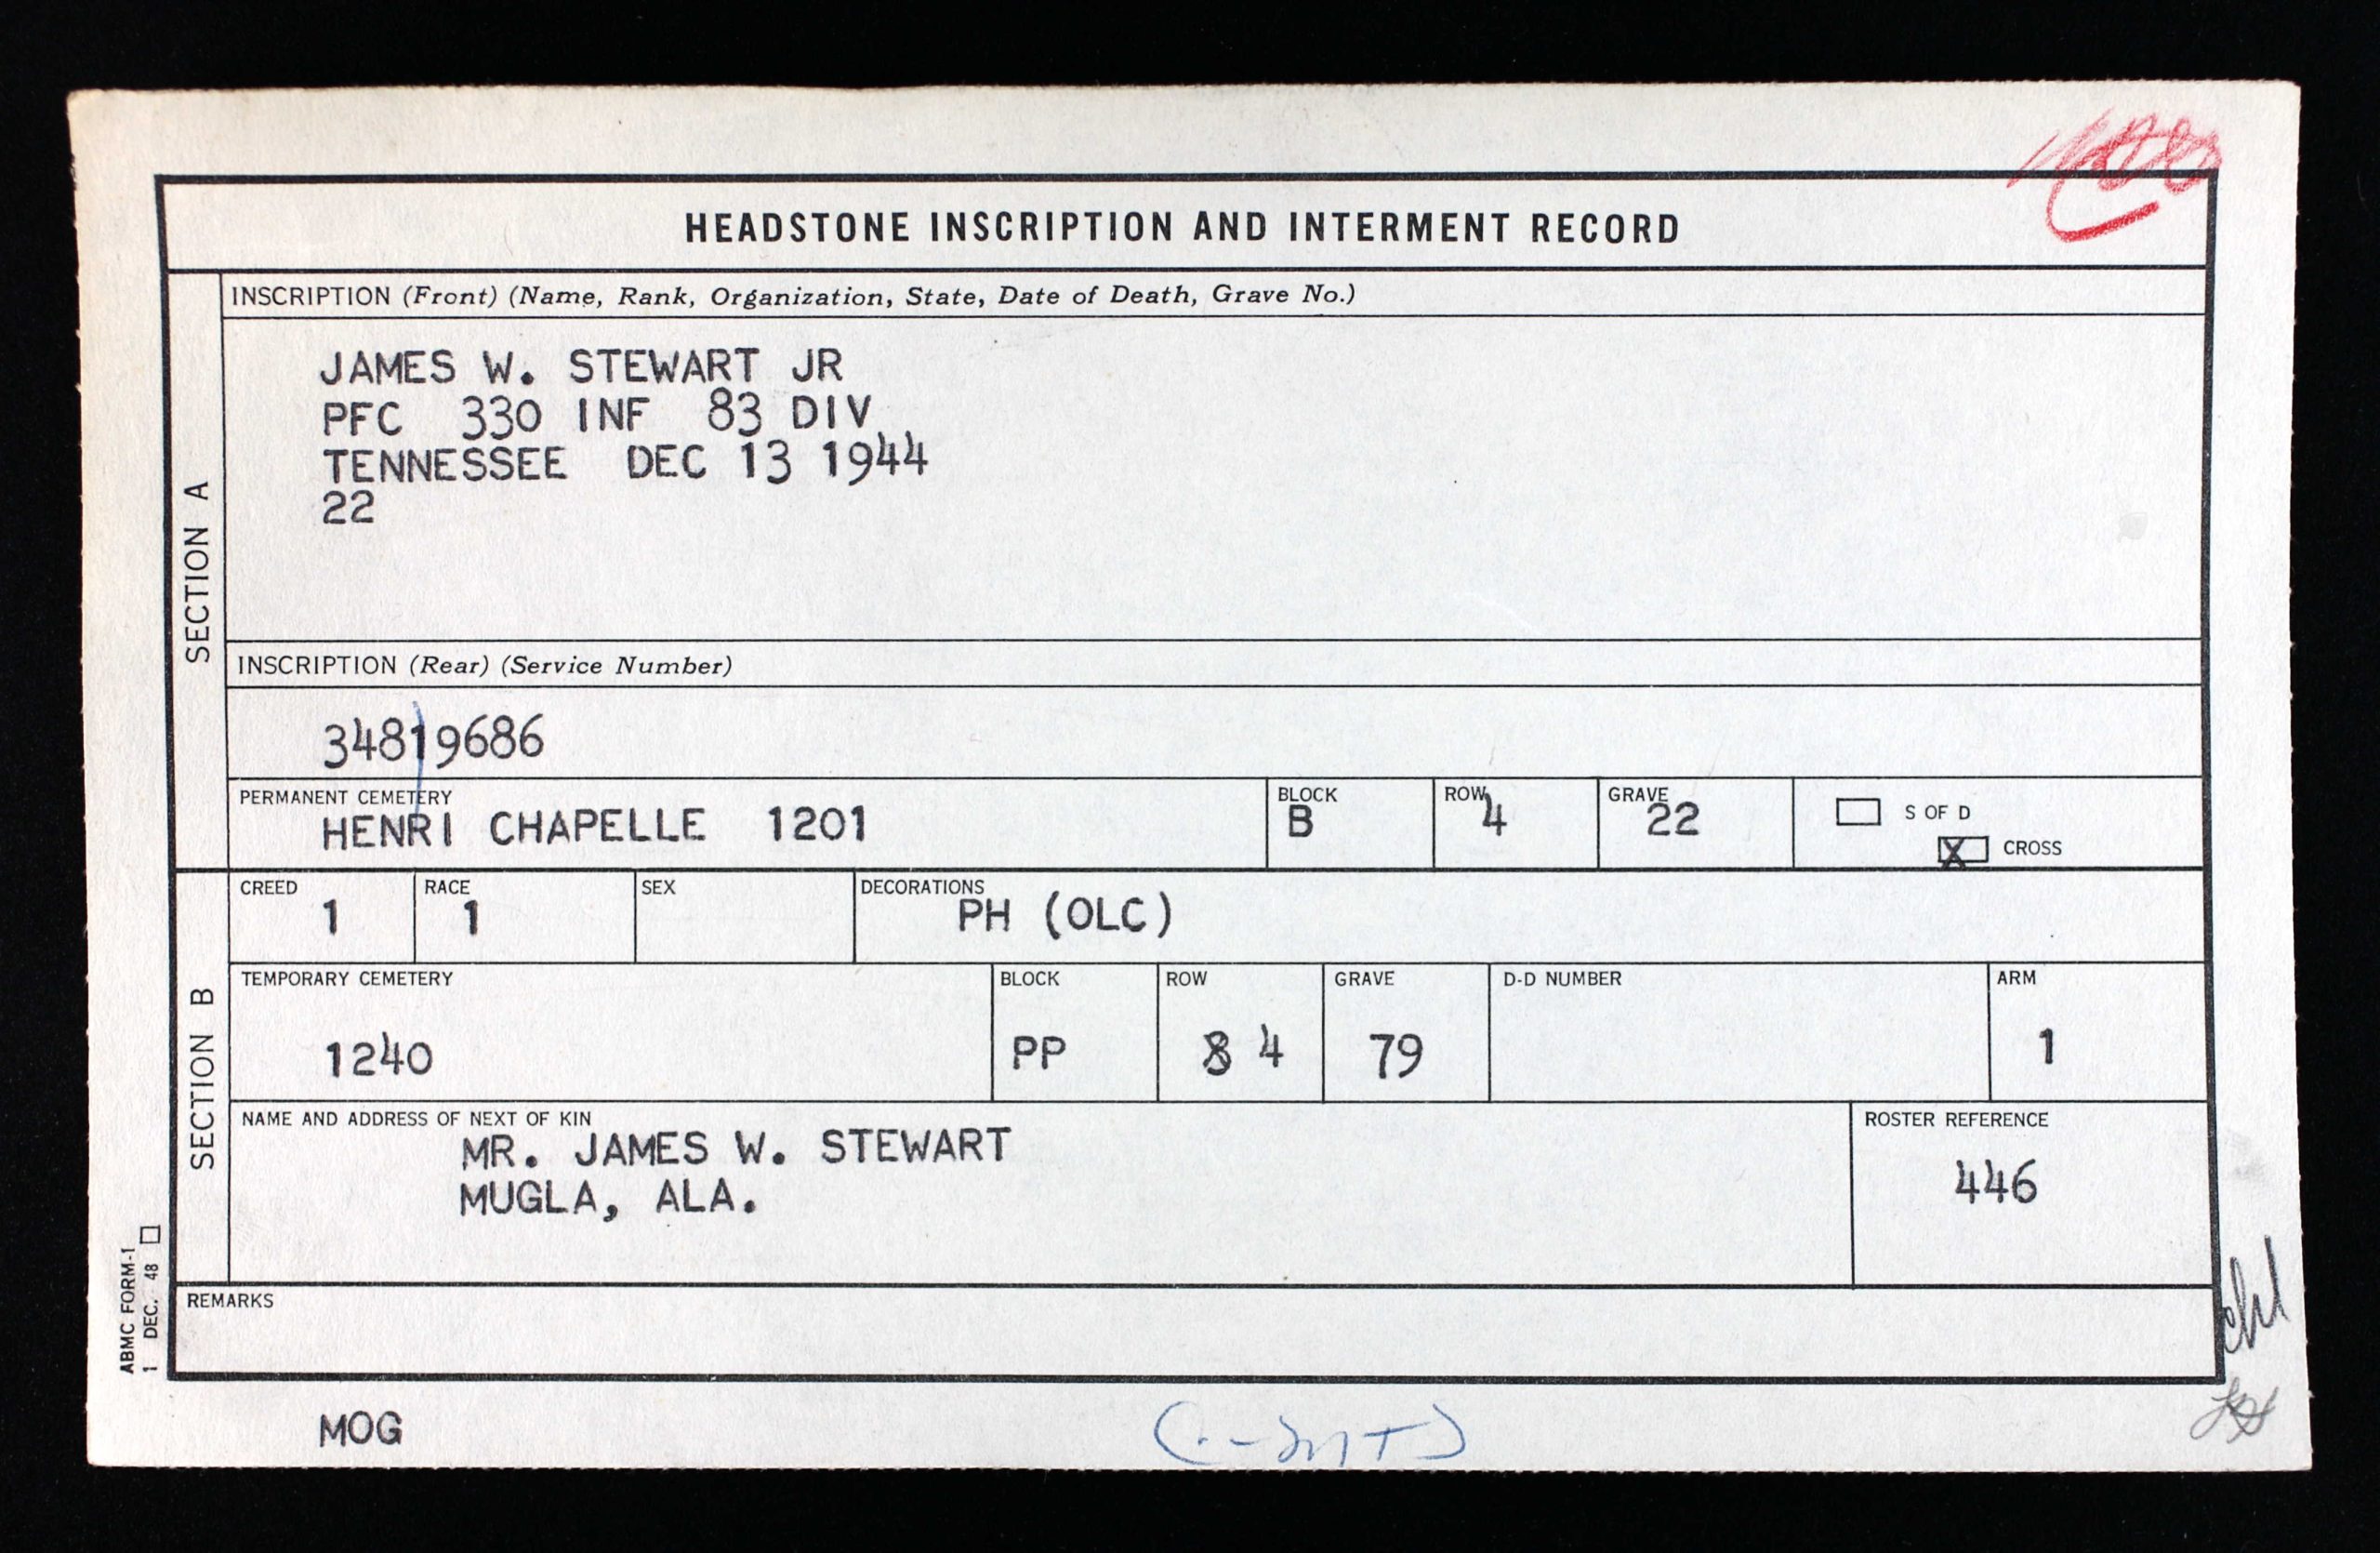 HEADSTONE INSCRIPTION AND INTERMENT RECORD
SECTION A
INSCRIPTION (Front) (Name, Rank, Organization, State, Date of Death, Grave No.)
JAMES W. STEWART JR
PFC 330 INF 83 DIV
TENNESSEE DEC 13 1944
22
INSCRIPTION (Rear) (Service Number)
34819686
PERMANENT CEMETERY BLOCK ROW GRAVE
HENRI CHAPELLE 1201 B 4 22
S OF D
X CROSS
SECTION B
CREED RACE SEX DECORATIONS
1 1 PH (OLC)
TEMPORARY CEMETERY BLOCK ROW GRAVE D-D NUMBER ARM
1240 PP 4 79 1
NAME AND ADDRESS OF NEXT OF KIN ROSTER REFERENCE
MR. JAMES W. STEWART
MUGLA, ALA.
446
REMARKS
ABMC FORM-1
1 DEC. 48
MOG